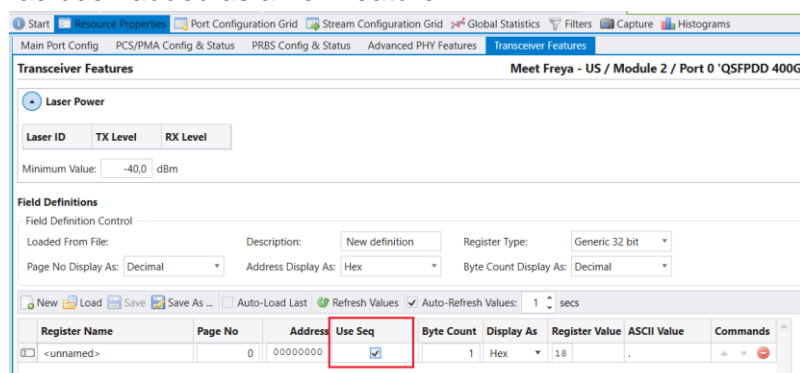 Start Resource Properties Port Configuration Grid Stream Configuration Grid Global Statistics Filters Capture Histograms
Main Port Config PCS/PMA Config & Status PRBS Config & Status Advanced PHY Features Transceiver Features
Transceiver Features Meet Freya - US / Module 2 / Port 0 'QSFPDD 400G
Laser Power
Laser ID TX Level RX Level
Minimum Value: -40,0 dBm
Field Definitions
Field Definition Control
Loaded From File: Description: New definition Register Type: Generic 32 bit
Page No Display As: Decimal Address Display As: Hex Byte Count Display As: Decimal
New Load Save Save As ... Auto-Load Last Refresh Values Auto-Refresh Values: 1 secs
Register Name Page No Address Use Seq Byte Count Display As Register Value ASCII Value Commands
<unnamed> 0 00000000 1 Hex 18 .